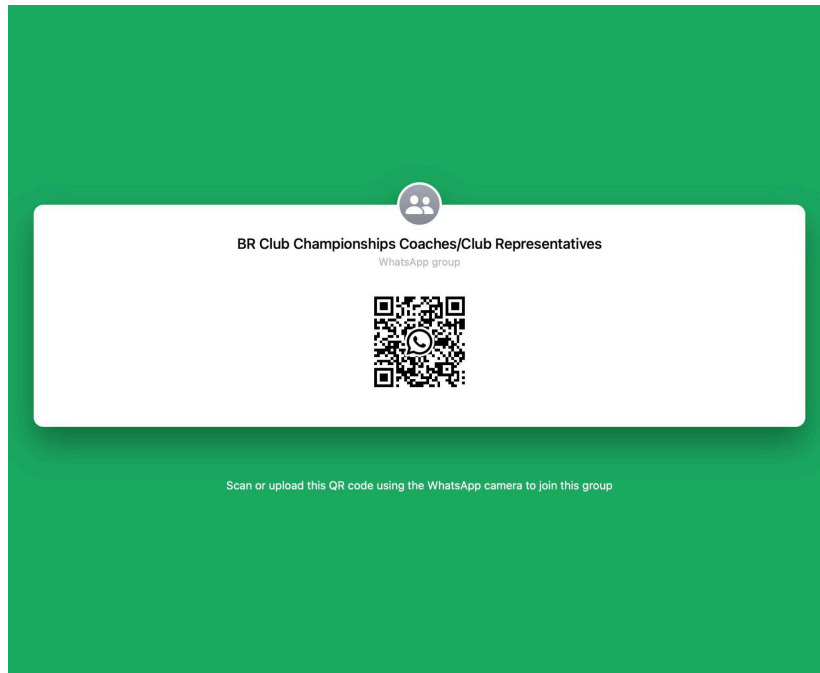 BR Club Championships Coaches/Club Representatives
WhatsApp group
Scan or upload this QR code using the WhatsApp camera to join this group